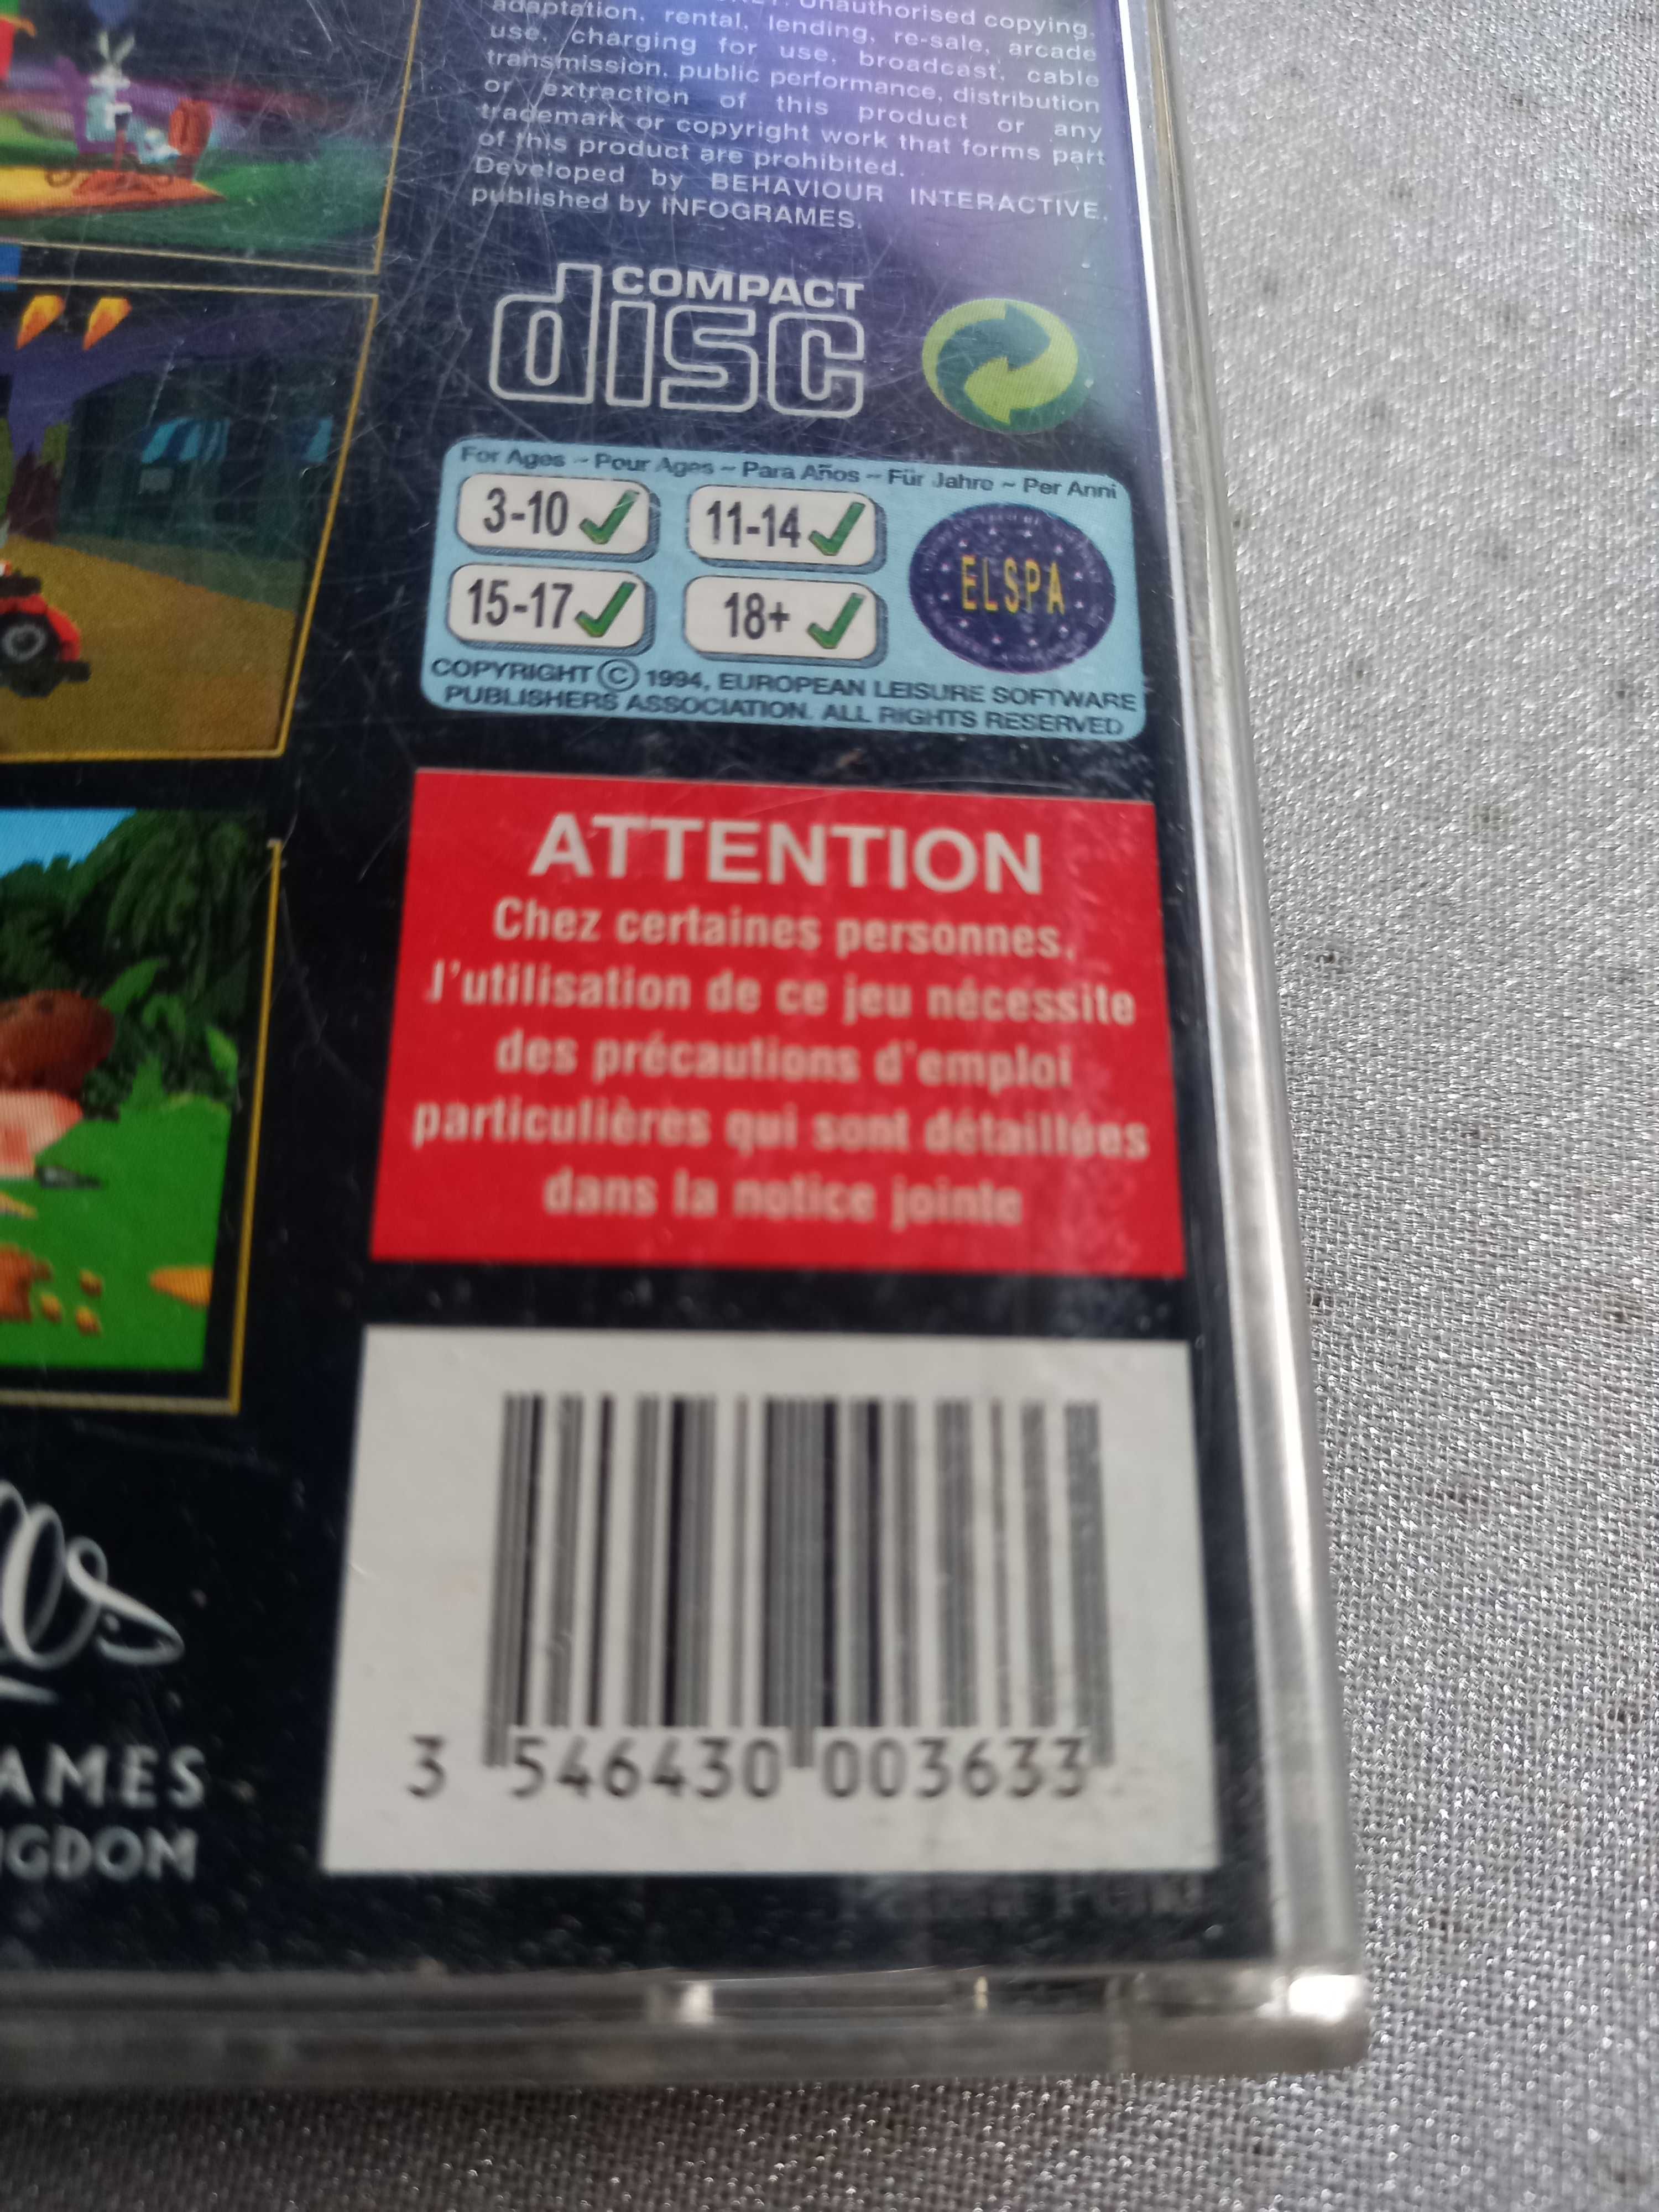 Unauthorised copying,
adaptation, rental, lending, re-sale, arcade
use, charging for use, broadcast, cable
transmission, public performance, distribution
or extraction of this product or any
trademark or copyright work that forms part
of this product are prohibited.
Developed by BEHAVIOUR INTERACTIVE,
published by INFOGRAMES.
COMPACT
disc
For Ages ~ Pour Ages ~ Para Años ~ Für Jahre ~ Per Anni
3-10 11-14
15-17 18+
ELSPA
COPYRIGHT © 1994, EUROPEAN LEISURE SOFTWARE
PUBLISHERS ASSOCIATION. ALL RIGHTS RESERVED
ATTENTION
Chez certaines personnes,
l'utilisation de ce jeu nécessite
des précautions d'emploi
particulières qui sont détaillées
dans la notice jointe
AMES
GDOM
3 546430 003633